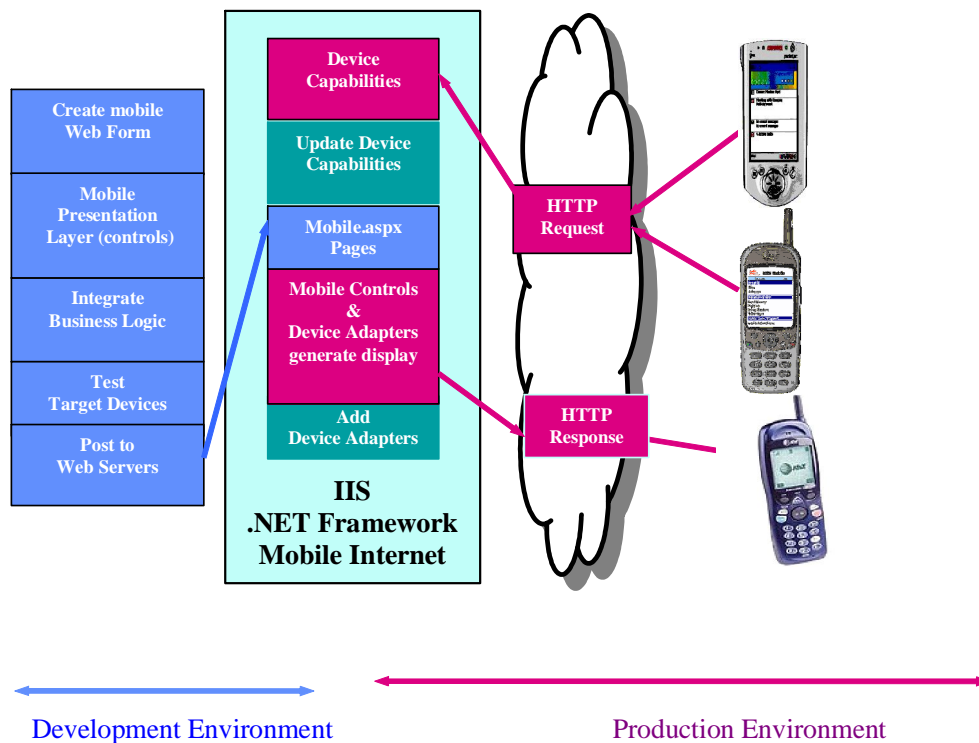 Create mobile
Web Form
Mobile
Presentation
Layer (controls)
Integrate
Business Logic
Test
Target Devices
Post to
Web Servers
Device
Capabilities
Update Device
Capabilities
Mobile.aspx
Pages
Mobile Controls
&
Device Adapters
generate display
Add
Device Adapters
IIS
.NET Framework
Mobile Internet
HTTP
Request
HTTP
Response
Development Environment
Production Environment